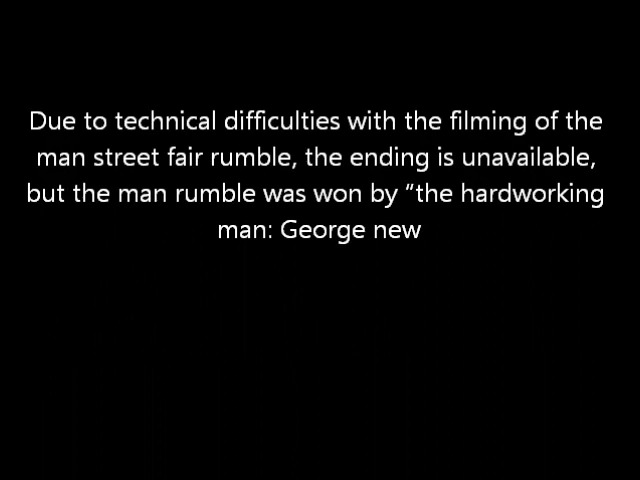 Due to technical difficulties with the filming of the
man street fair rumble, the ending is unavailable,
but the man rumble was won by “the hardworking
man: George new